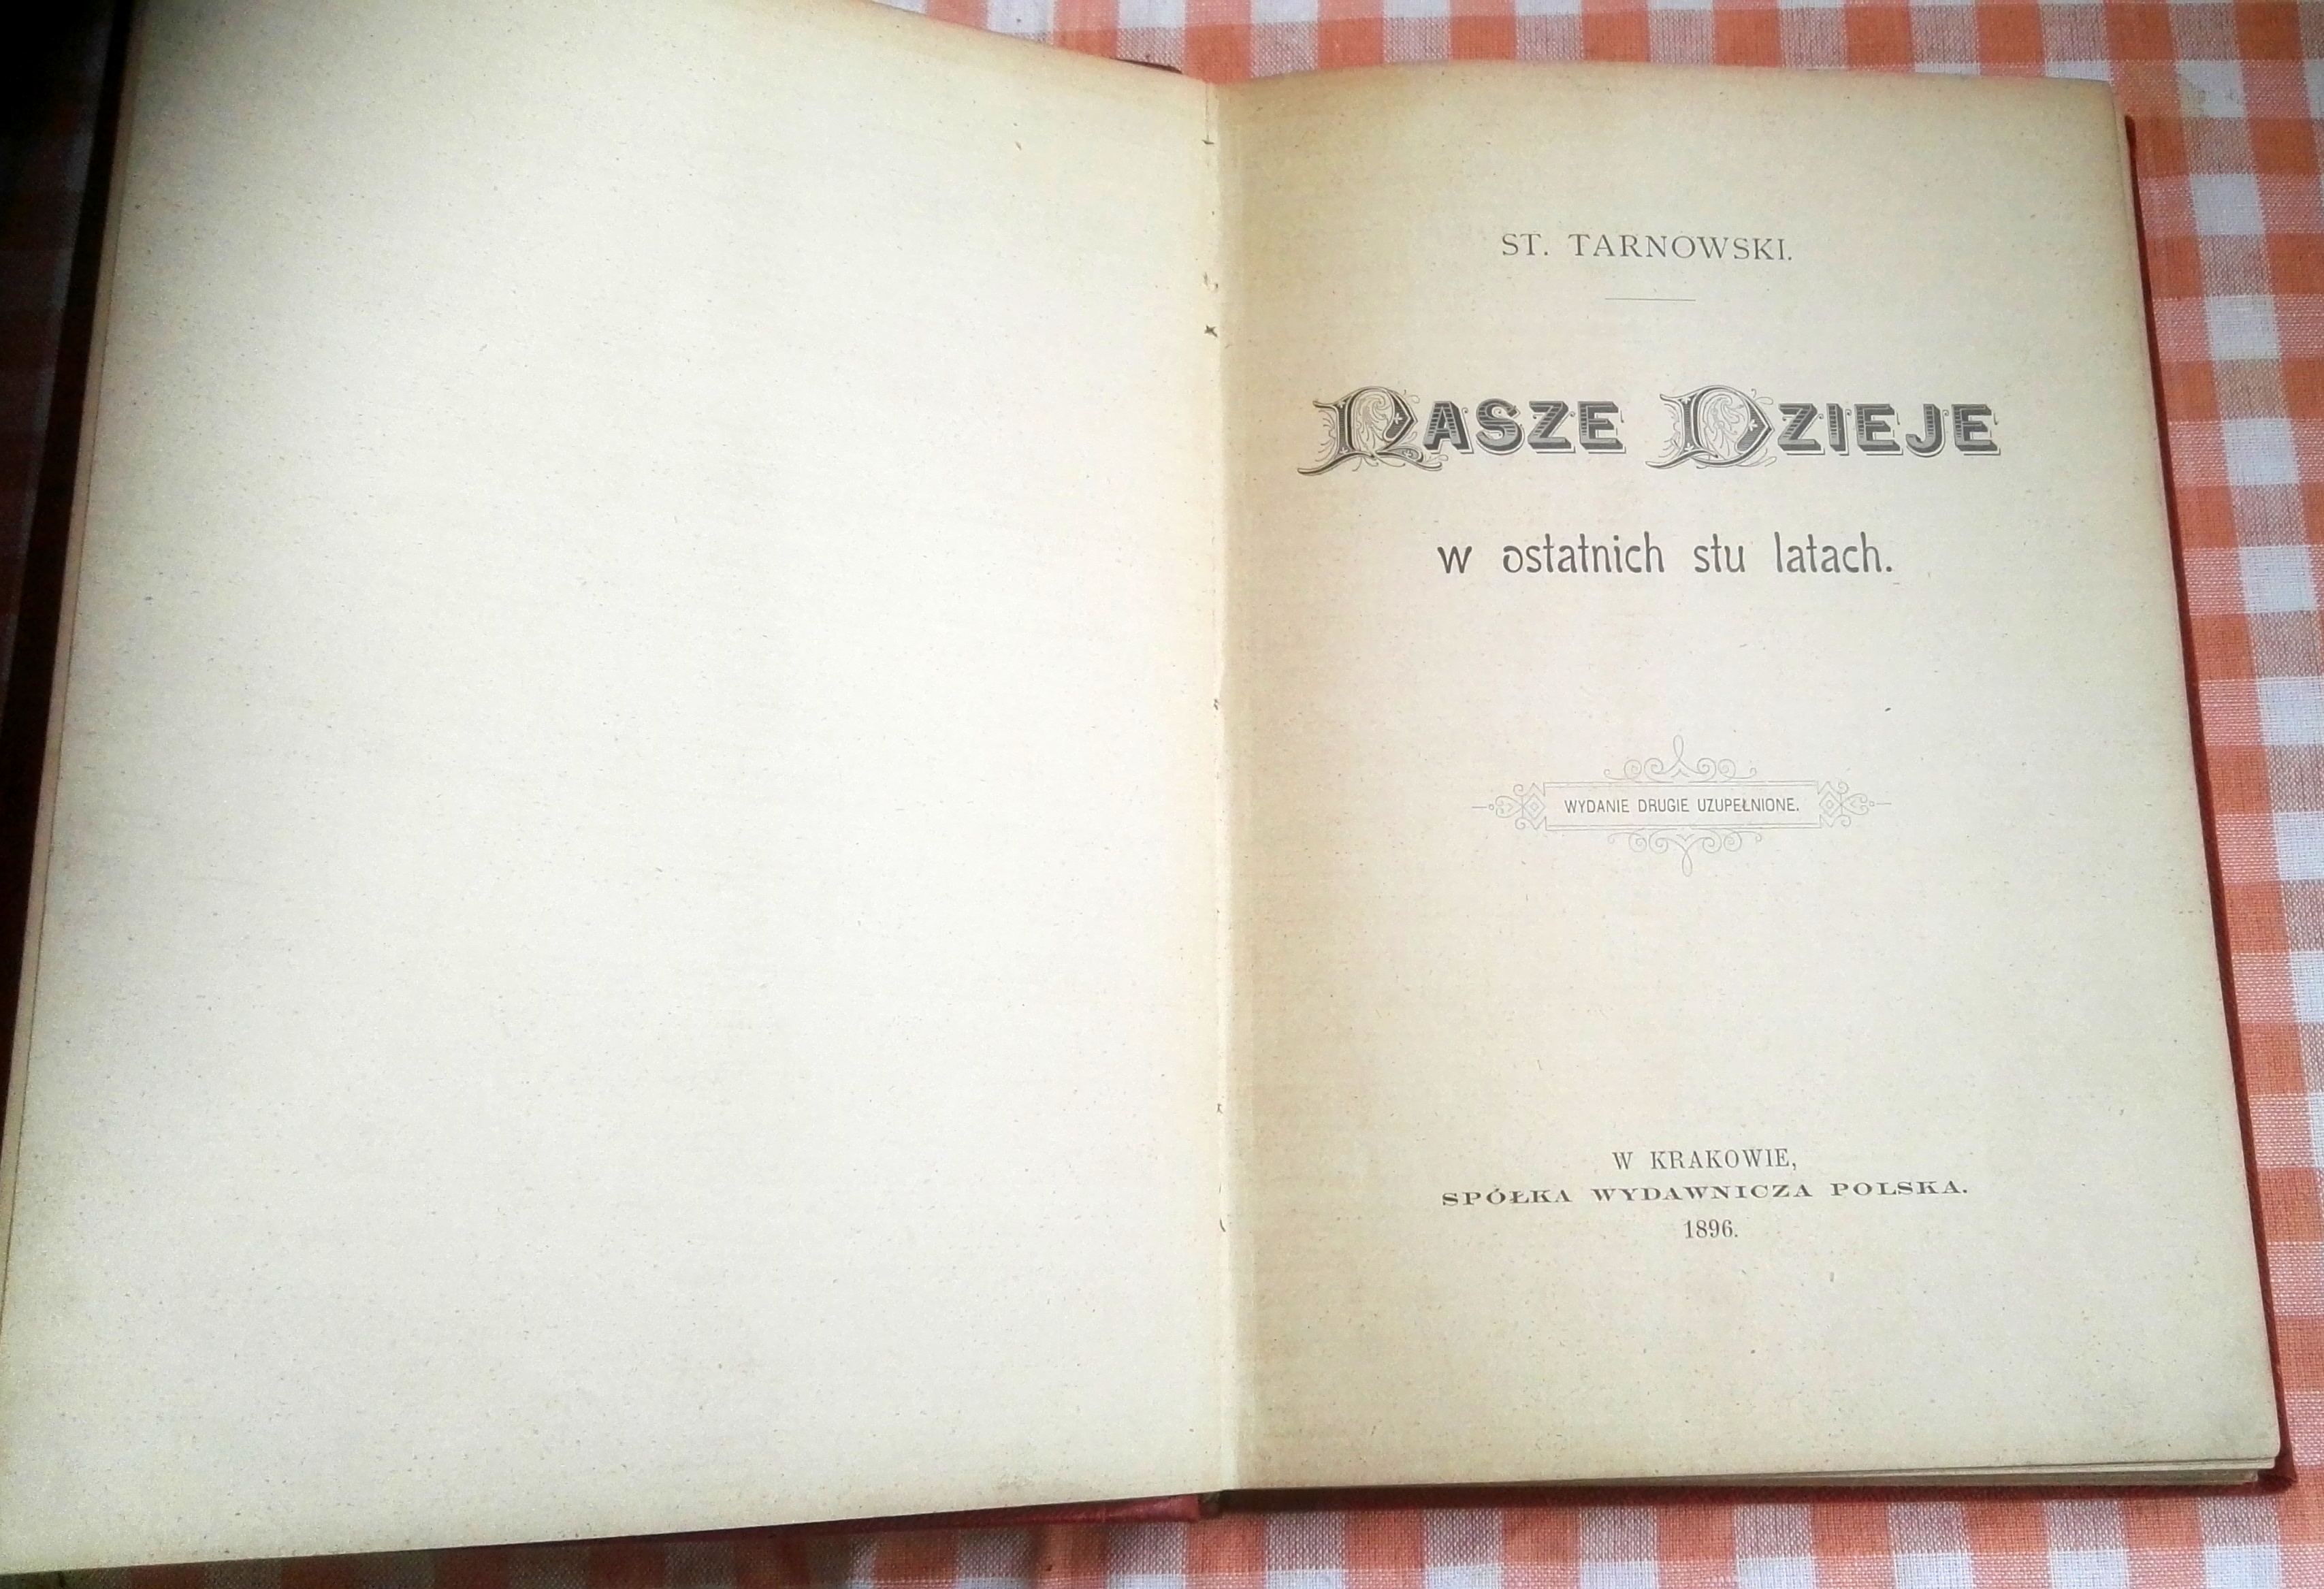 ST. TARNOWSKI.
NASZE DZIEJE
w ostatnich stu latach.
WYDANIE DRUGIE UZUPEŁNIONE.
W KRAKOWIE,
SPÓŁKA WYDAWNICZA POLSKA.
1896.